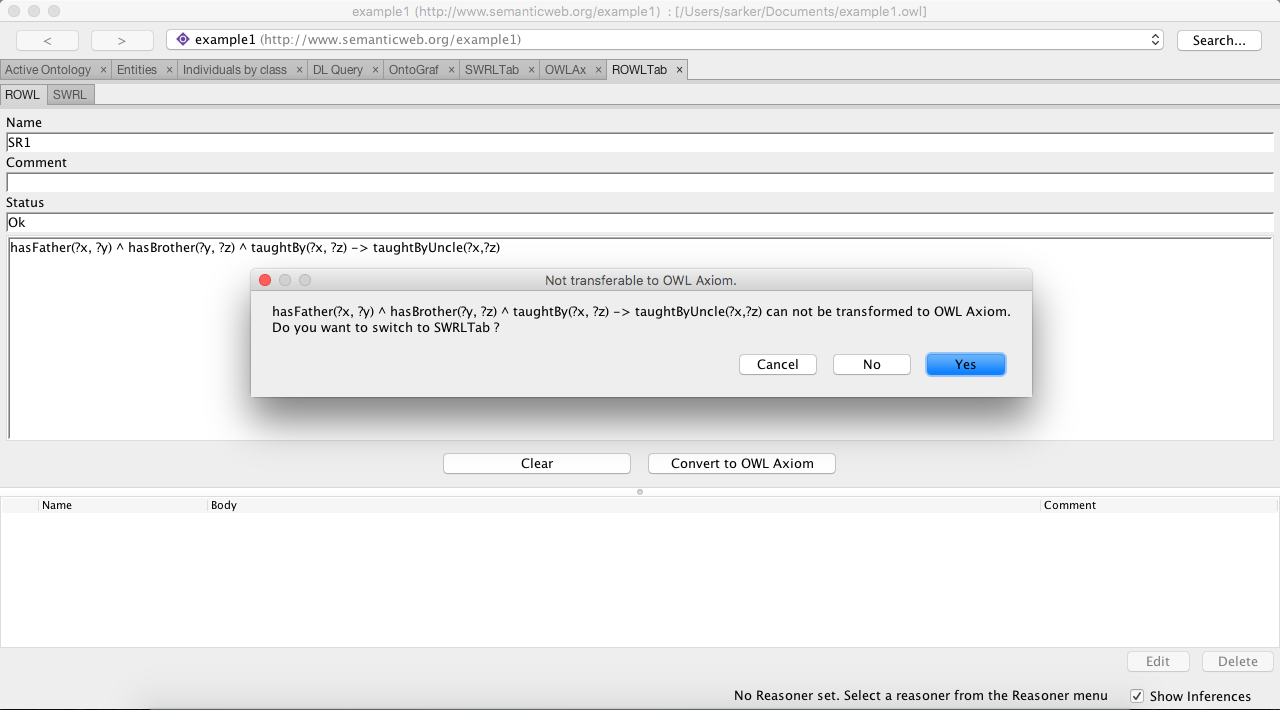 example1 (http://www.semanticweb.org/example1) : [/Users/sarker/Documents/example1.owl]
< > example1 (http://www.semanticweb.org/example1) Search...
Active Ontology × Entities × Individuals by class × DL Query × OntoGraf × SWRLTab × OWLAx × ROWLTab ×
ROWL SWRL
Name
SR1
Comment
Status
Ok
hasFather(?x, ?y) ^ hasBrother(?y, ?z) ^ taughtBy(?x, ?z) -> taughtByUncle(?x,?z)
Not transferable to OWL Axiom.
hasFather(?x, ?y) ^ hasBrother(?y, ?z) ^ taughtBy(?x, ?z) -> taughtByUncle(?x,?z) can not be transformed to OWL Axiom.
Do you want to switch to SWRLTab ?
Cancel No Yes
Clear Convert to OWL Axiom
Name Body Comment
Edit Delete
No Reasoner set. Select a reasoner from the Reasoner menu Show Inferences